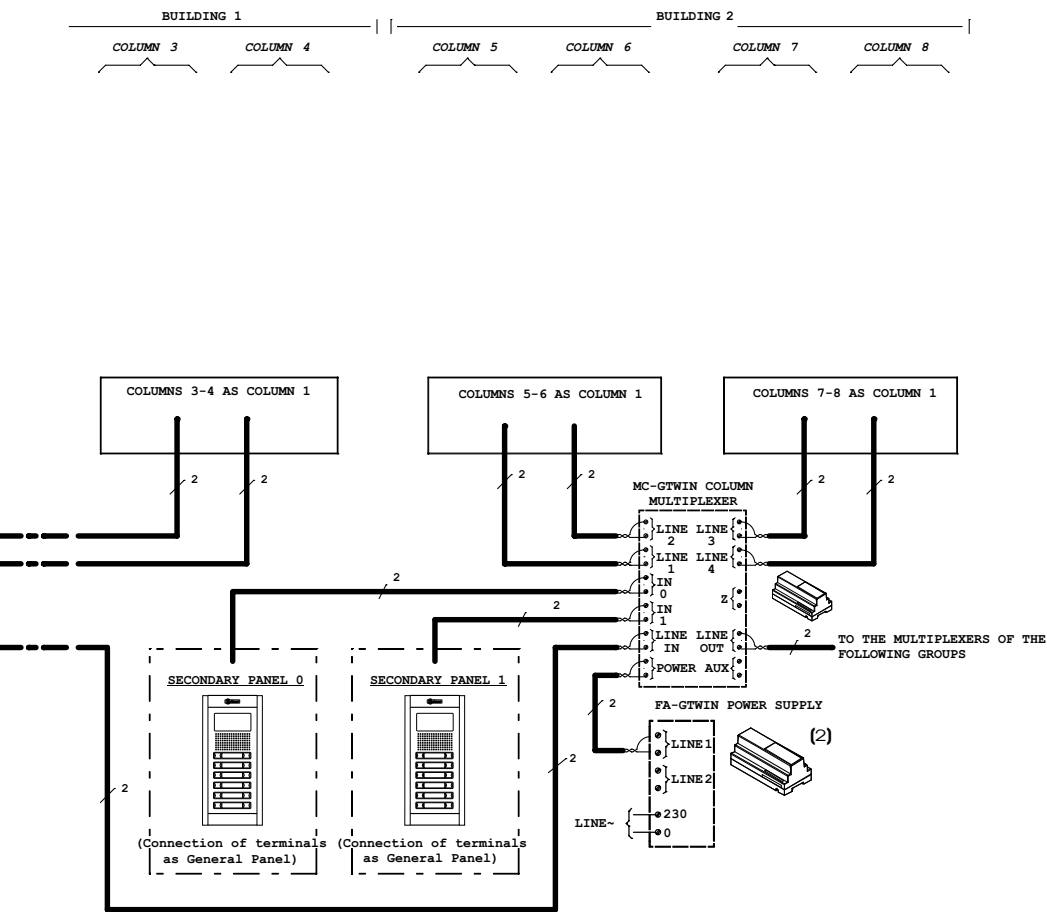 BUILDING 1
BUILDING 2
COLUMN 3
COLUMN 4
COLUMN 5
COLUMN 6
COLUMN 7
COLUMN 8
COLUMNS 3-4 AS COLUMN 1
COLUMNS 5-6 AS COLUMN 1
COLUMNS 7-8 AS COLUMN 1
2
2
2
2
2
2
MC-GTWIN COLUMN
MULTIPLEXER
LINE
2
LINE
3
LINE
1
LINE
4
IN
0
Z
IN
1
LINE
IN
LINE
OUT
POWER
AUX
2
2
2
TO THE MULTIPLEXERS OF THE
FOLLOWING GROUPS
SECONDARY PANEL 0
SECONDARY PANEL 1
2
FA-GTWIN POWER SUPPLY
(2)
LINE1
LINE2
2
2
LINE~
230
0
(Connection of terminals
as General Panel)
(Connection of terminals
as General Panel)